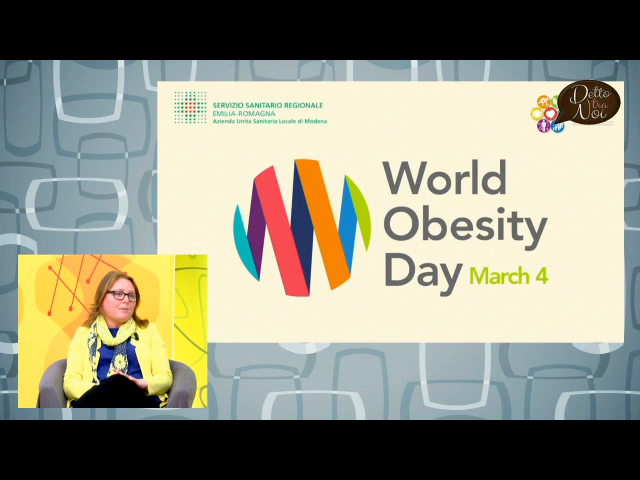 SERVIZIO SANITARIO REGIONALE
EMILIA-ROMAGNA
Azienda Unità Sanitaria Locale di Modena
Detto
tra
Noi
World
Obesity
Day March 4